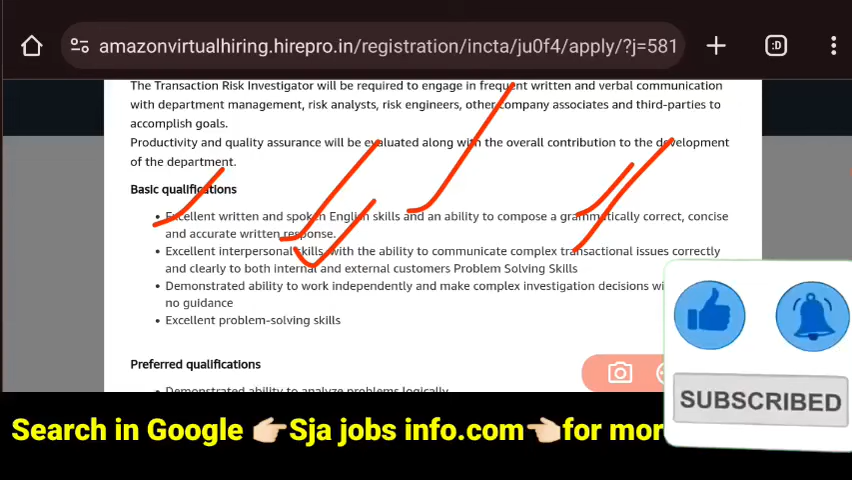 amazonvirtualhiring.hirepro.in/registration/incta/ju0f4/apply/?j=581
:D
The Transaction Risk Investigator will be required to engage in frequent written and verbal communication
with department management, risk analysts, risk engineers, other company associates and third-parties to
accomplish goals.
Productivity and quality assurance will be evaluated along with the overall contribution to the development
of the department.
Basic qualifications
• Excellent written and spoken English skills and an ability to compose a grammatically correct, concise
and accurate written response.
• Excellent interpersonal skills, with the ability to communicate complex transactional issues correctly
and clearly to both internal and external customers Problem Solving Skills
• Demonstrated ability to work independently and make complex investigation decisions
no guidance
• Excellent problem-solving skills
Preferred qualifications
• Demonstrated ability to analyze problems logically
SUBSCRIBED
Search in Google 👉🏻Sja jobs info.com👈🏻for